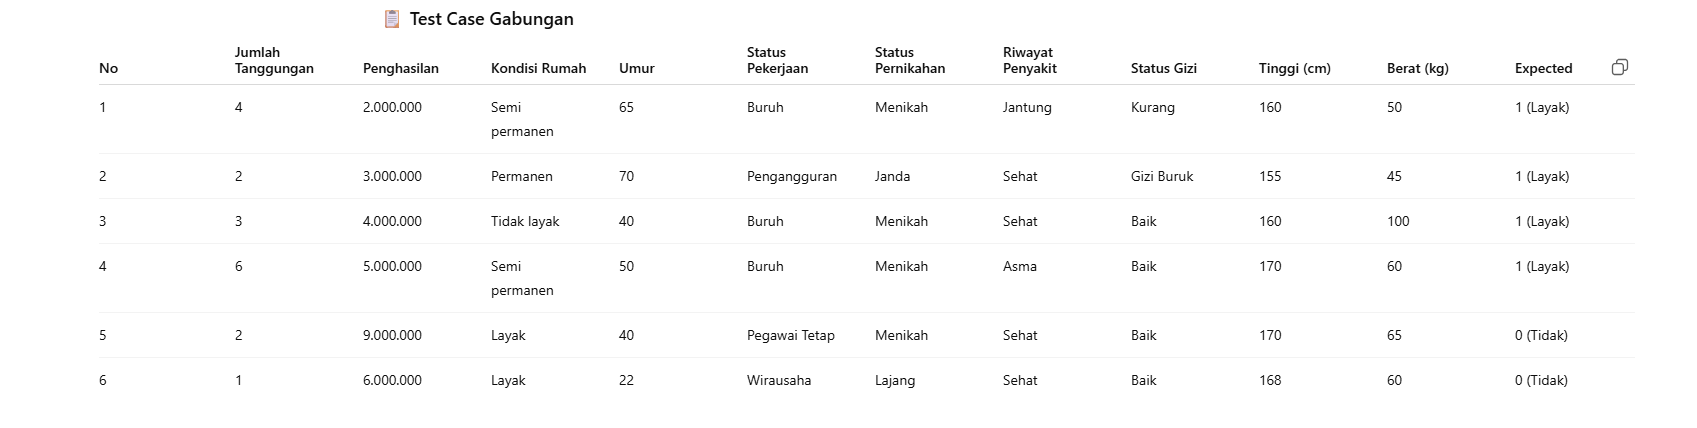 📋 Test Case Gabungan
No Jumlah Tanggungan Penghasilan Kondisi Rumah Umur Status Pekerjaan Status Pernikahan Riwayat Penyakit Status Gizi Tinggi (cm) Berat (kg) Expected
1 4 2.000.000 Semi permanen 65 Buruh Menikah Jantung Kurang 160 50 1 (Layak)
2 2 3.000.000 Permanen 70 Pengangguran Janda Sehat Gizi Buruk 155 45 1 (Layak)
3 3 4.000.000 Tidak layak 40 Buruh Menikah Sehat Baik 160 100 1 (Layak)
4 6 5.000.000 Semi permanen 50 Buruh Menikah Asma Baik 170 60 1 (Layak)
5 2 9.000.000 Layak 40 Pegawai Tetap Menikah Sehat Baik 170 65 0 (Tidak)
6 1 6.000.000 Layak 22 Wirausaha Lajang Sehat Baik 168 60 0 (Tidak)